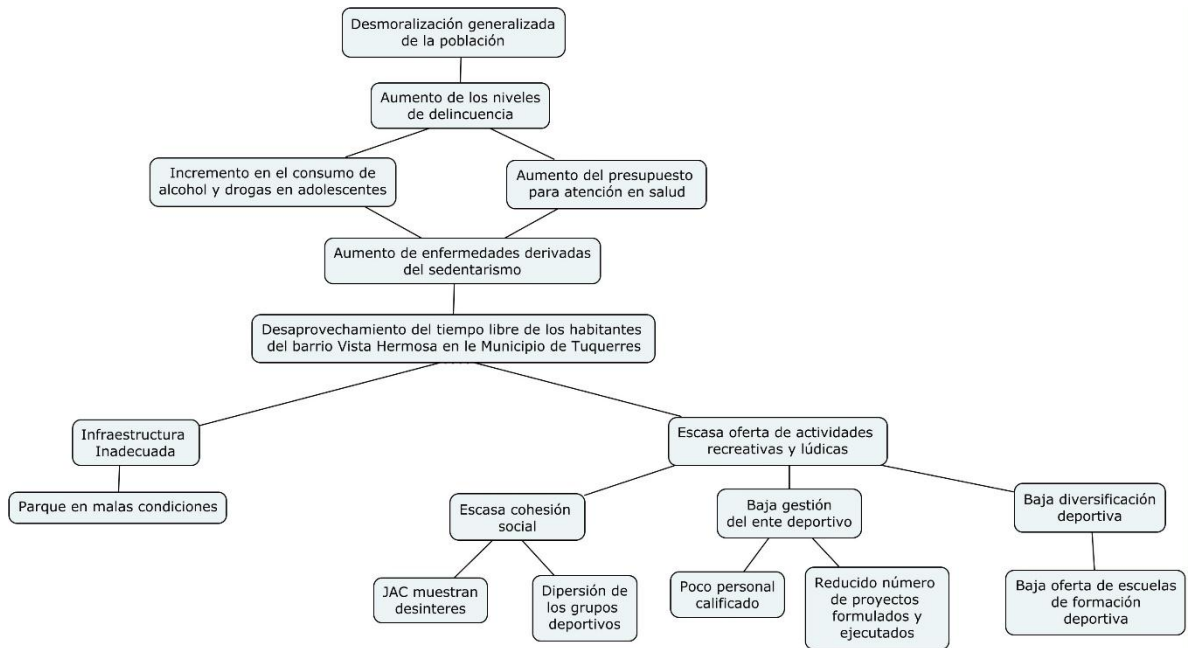 Desmoralización generalizada
de la población
Aumento de los niveles
de delincuencia
Incremento en el consumo de
alcohol y drogas en adolescentes
Aumento del presupuesto
para atención en salud
Aumento de enfermedades derivadas
del sedentarismo
Desaprovechamiento del tiempo libre de los habitantes
del barrio Vista Hermosa en le Municipio de Tuquerres
Infraestructura
Inadecuada
Escasa oferta de actividades
recreativas y lúdicas
Parque en malas condiciones
Escasa cohesión
social
Baja gestión
del ente deportivo
Baja diversificación
deportiva
JAC muestran
desinteres
Dipersión de
los grupos
deportivos
Poco personal
calificado
Reducido número
de proyectos
formulados y
ejecutados
Baja oferta de escuelas
de formación
deportiva